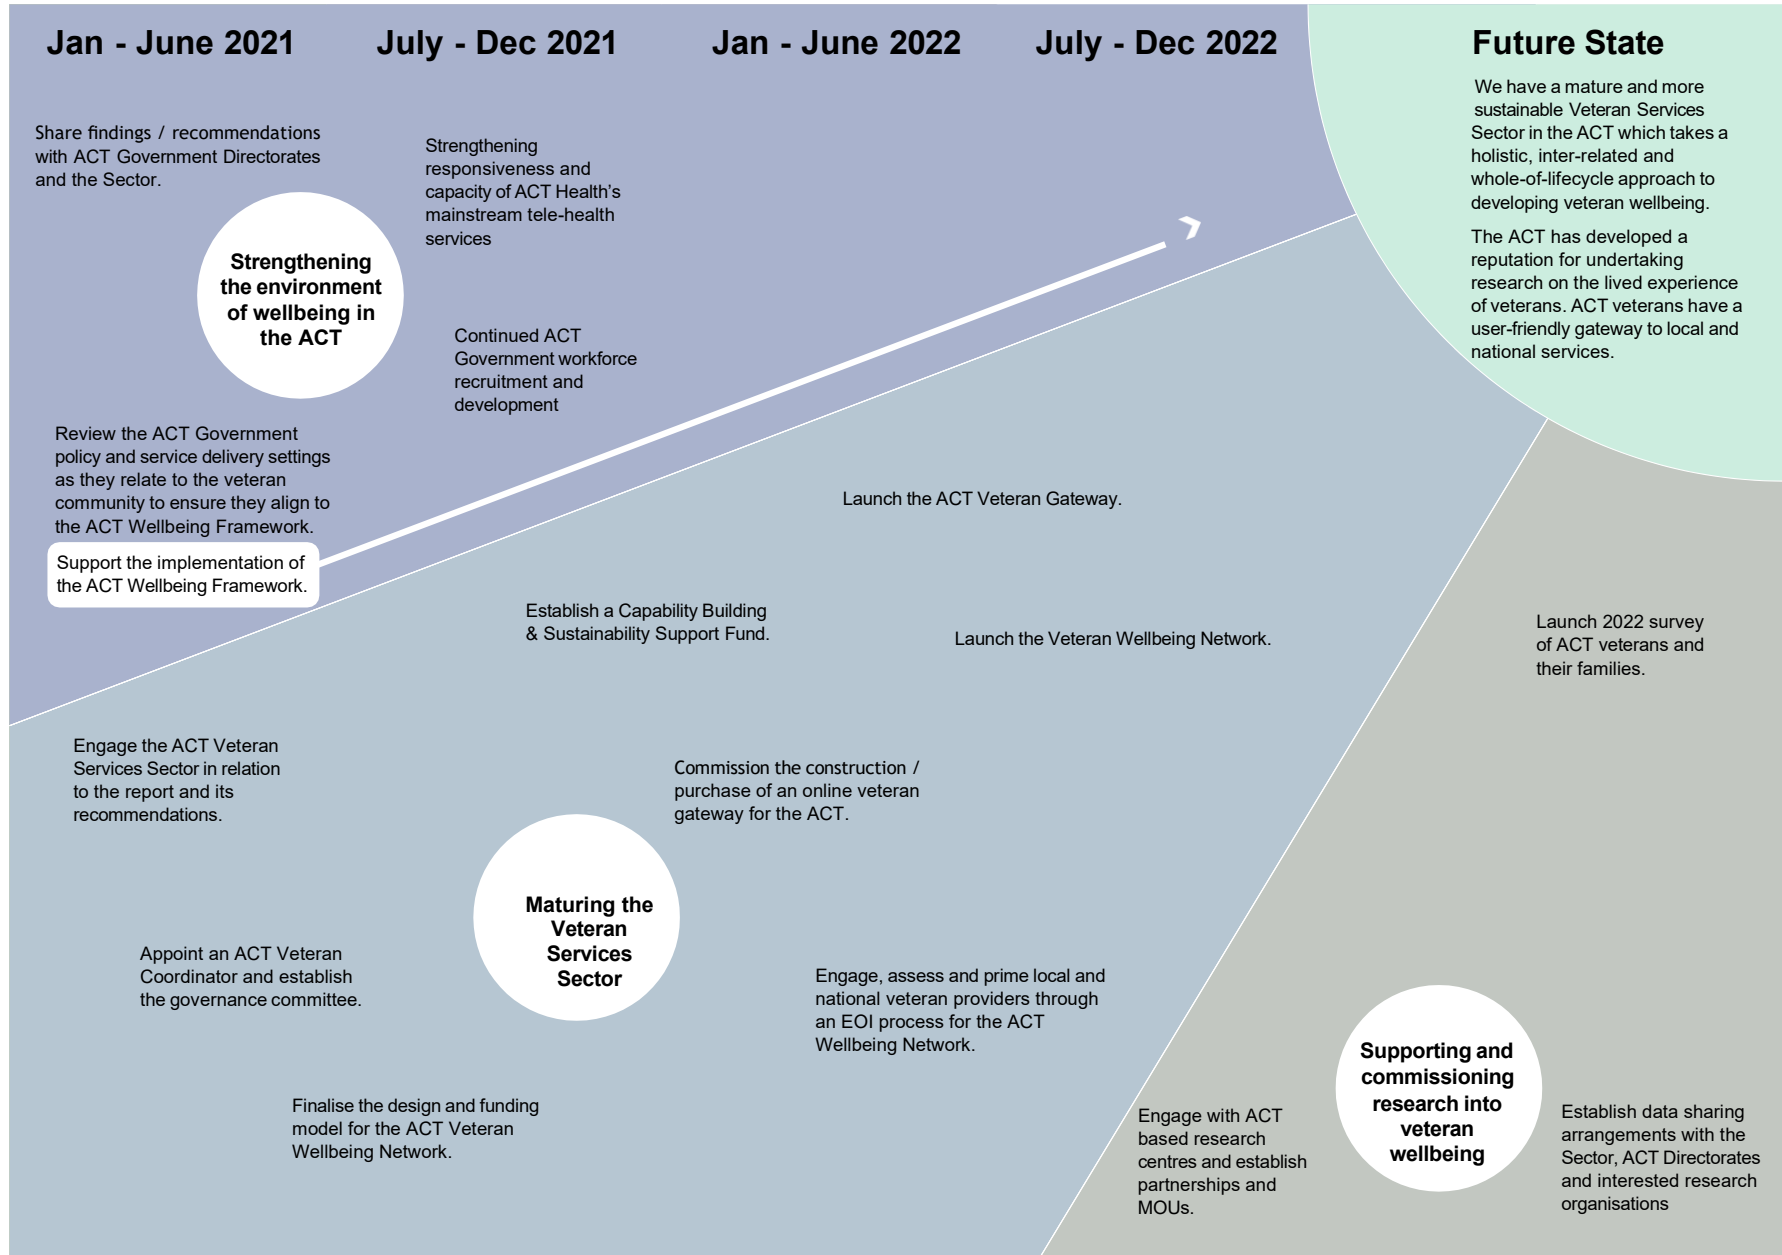 Jan - June 2021
July - Dec 2021
Jan - June 2022
July - Dec 2022
Future State
We have a mature and more
sustainable Veteran Services
Sector in the ACT which takes a
holistic, inter-related and
whole-of-lifecycle approach to
developing veteran wellbeing.
The ACT has developed a
reputation for undertaking
research on the lived experience
of veterans. ACT veterans have a
user-friendly gateway to local and
national services.
Share findings / recommendations
with ACT Government Directorates
and the Sector.
Strengthening
responsiveness and
capacity of ACT Health’s
mainstream tele-health
services
Strengthening
the environment
of wellbeing in
the ACT
Continued ACT
Government workforce
recruitment and
development
Review the ACT Government
policy and service delivery settings
as they relate to the veteran
community to ensure they align to
the ACT Wellbeing Framework.
Support the implementation of
the ACT Wellbeing Framework.
Launch the ACT Veteran Gateway.
Establish a Capability Building
& Sustainability Support Fund.
Launch the Veteran Wellbeing Network.
Launch 2022 survey
of ACT veterans and
their families.
Engage the ACT Veteran
Services Sector in relation
to the report and its
recommendations.
Commission the construction /
purchase of an online veteran
gateway for the ACT.
Maturing the
Veteran
Services
Sector
Appoint an ACT Veteran
Coordinator and establish
the governance committee.
Engage, assess and prime local and
national veteran providers through
an EOI process for the ACT
Wellbeing Network.
Finalise the design and funding
model for the ACT Veteran
Wellbeing Network.
Engage with ACT
based research
centres and establish
partnerships and
MOUs.
Supporting and
commissioning
research into
veteran
wellbeing
Establish data sharing
arrangements with the
Sector, ACT Directorates
and interested research
organisations